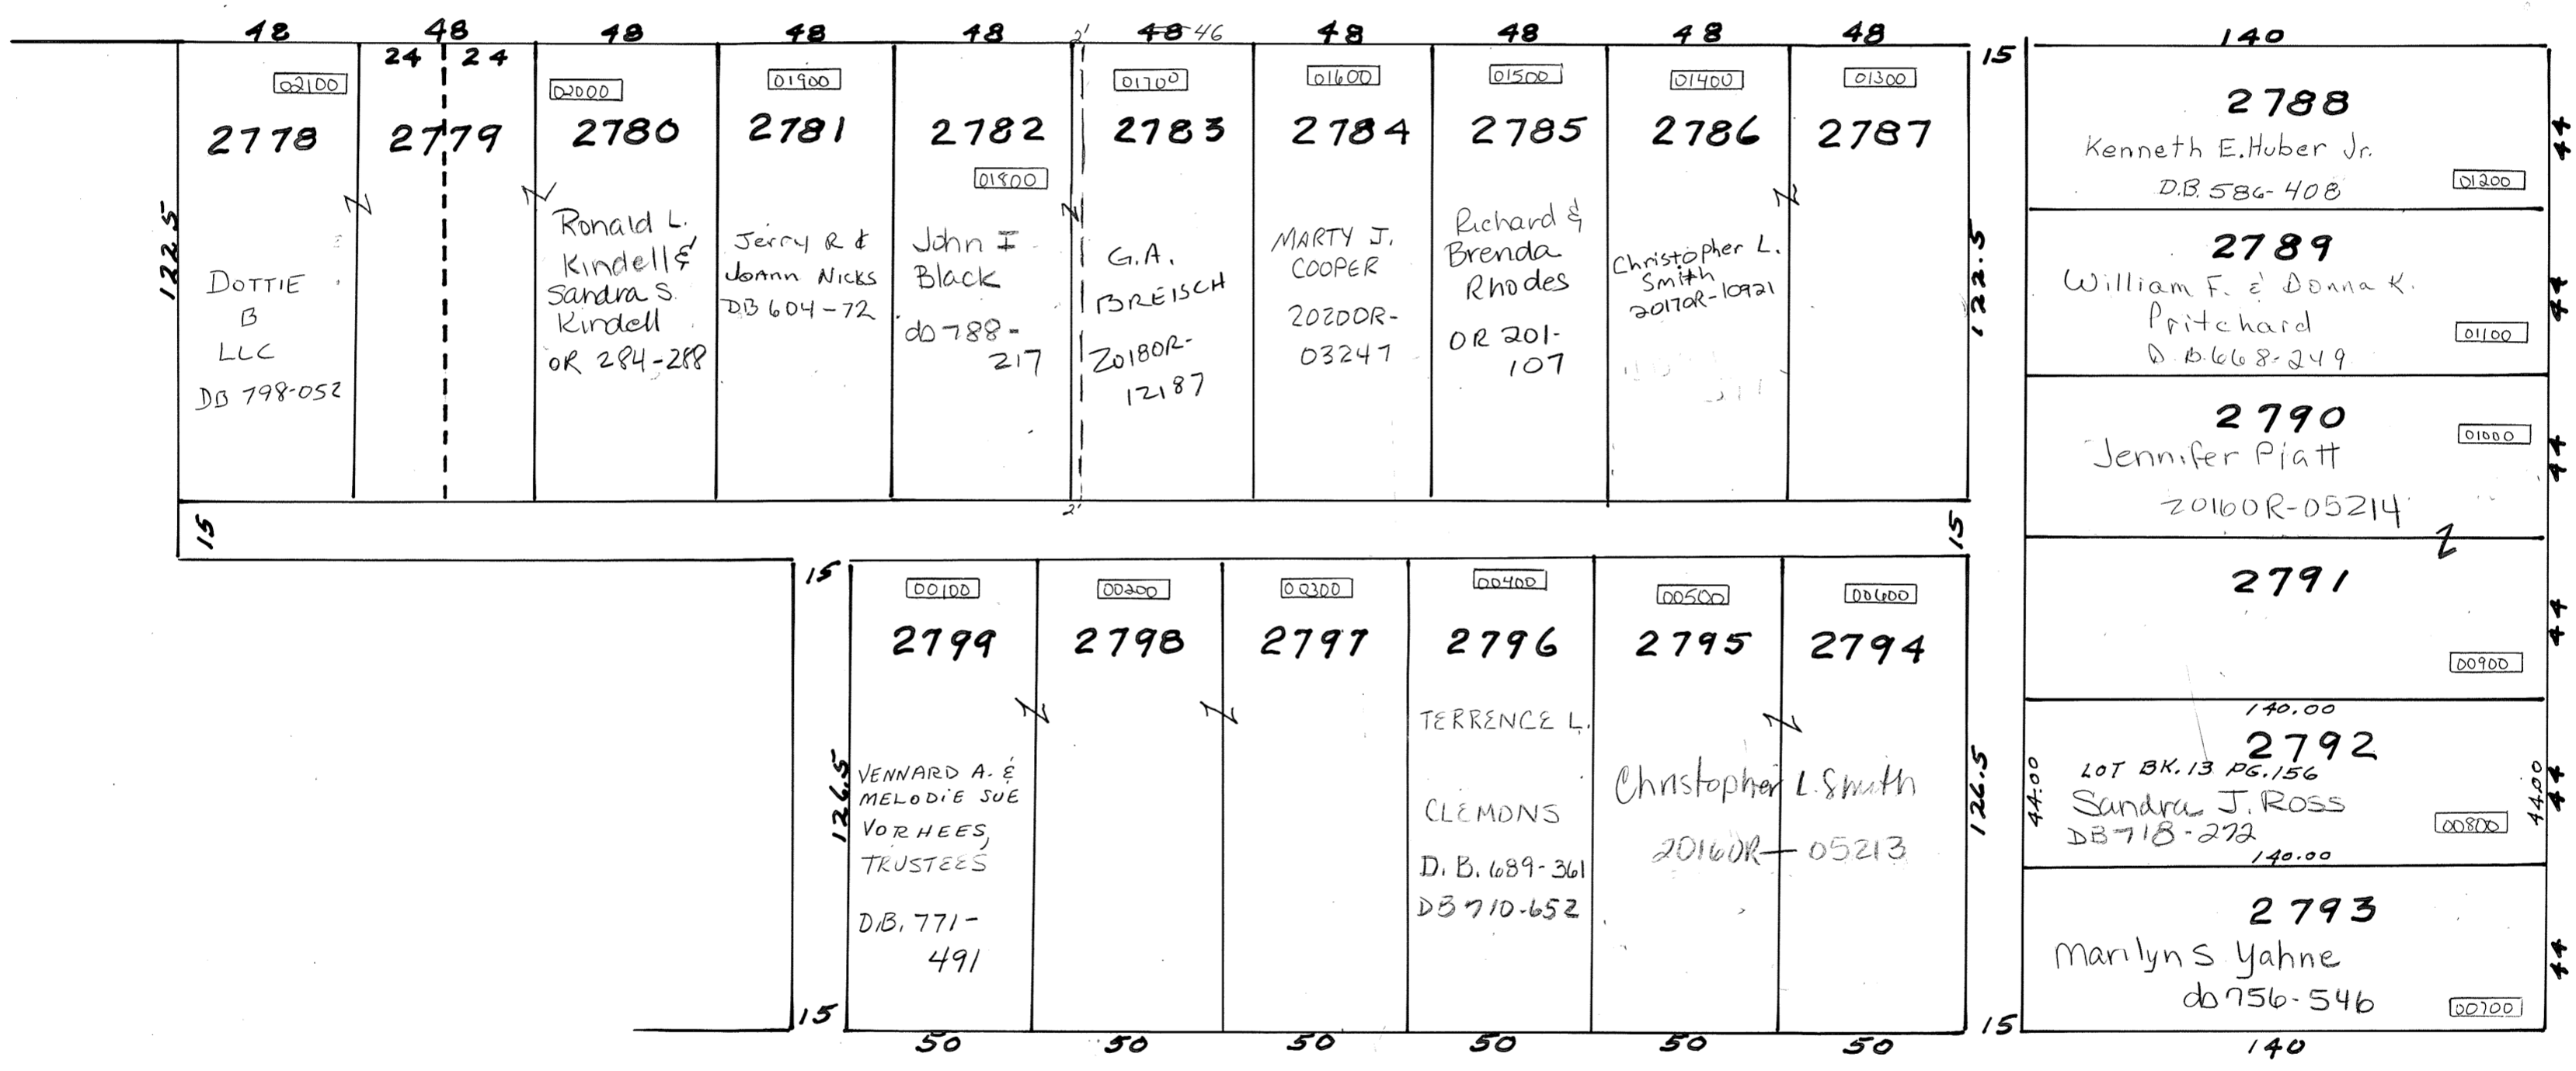 48 48 48 48 48 2' 48 46 48 48 48 48
24 24
15
140
02100
02000
01900
01700
01600
01500
01400
01300
2778 2779 2780 2781 2782 2783 2784 2785 2786 2787
01800
122.5
DOTTIE
B
LLC
DB 798-052
Ronald L.
Kindell &
Sandra S.
Kindell
OR 284-288
Jerry R &
JoAnn NICKS
DB 604-72
John I
Black
db 788-
217
G.A.
BREISCH
2018OR-
12187
MARTY J.
COOPER
2020OR-
03247
Richard &
Brenda
Rhodes
OR 201-
107
Christopher L.
Smith
2017OR-10921
122.5
15
2'
15
2788
Kenneth E. Huber Jr.
D.B. 586-408
01200
44
2789
William F. & Donna K.
Pritchard
D.B. 668-249
01100
44
2790
Jennifer Piatt
2016OR-05214
01000
44
2791
00900
44
140.00
2792
LOT BK. 13 PG. 156
Sandra J. Ross
DB 718-272
00800
140.00
44.00
44.00
44
2793
Marilyn S Yahne
db 756-546
00700
44
140
15
00100
00200
00300
00400
00500
00600
2799 2798 2797 2796 2795 2794
126.5
VENNARD A. &
MELODIE SUE
VORHEES,
TRUSTEES
D.B. 771-
491
TERRENCE L.
CLEMONS
D.B. 689-361
DB 710-652
Christopher L. Smith
2016OR-05213
126.5
15
15
50 50 50 50 50 50